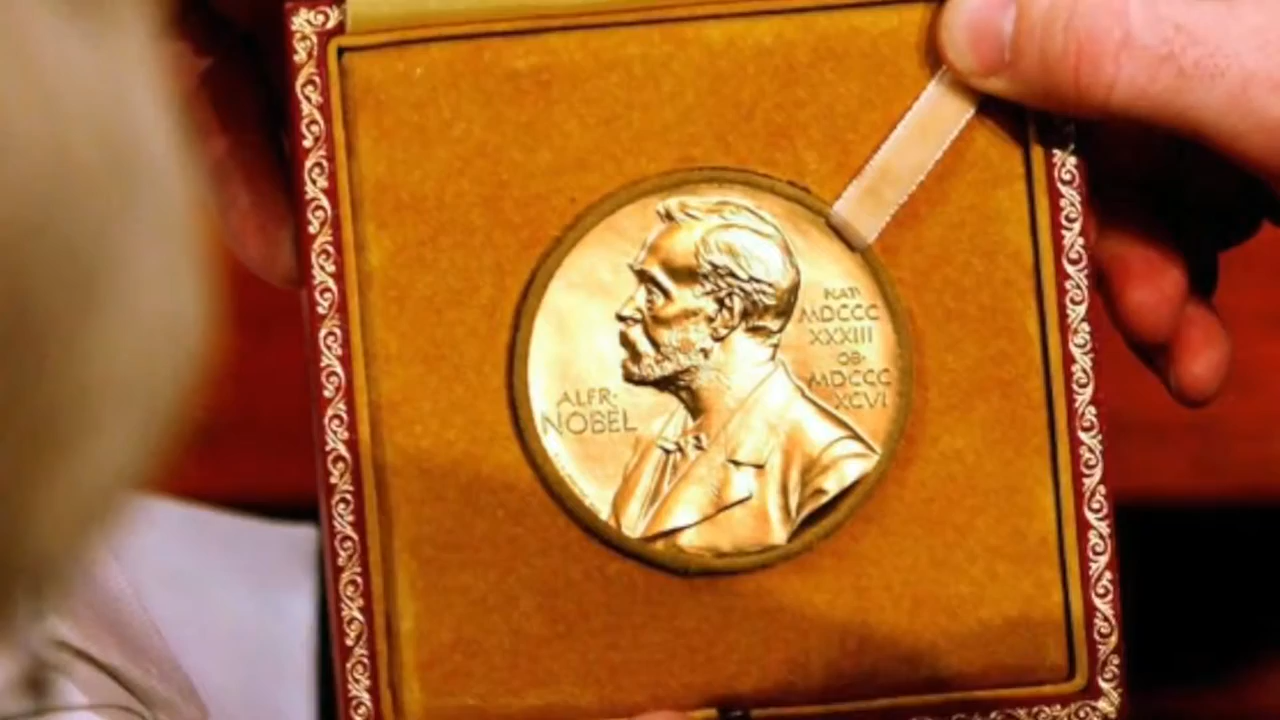 ALFR·
NOBEL
NAT·
MDCCC
XXXIII
OB·
MDCCC
XCVI